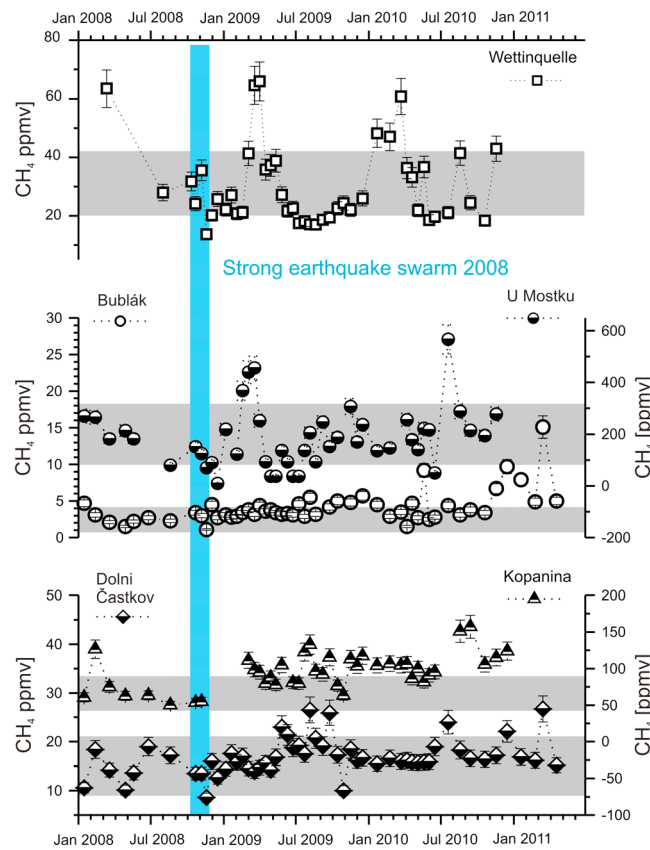 Jan 2008 Jul 2008 Jan 2009 Jul 2009 Jan 2010 Jul 2010 Jan 2011
80
60
40
20
CH₄ ppmv]
Wettinquelle
Strong earthquake swarm 2008
Bublák
U Mostku
30
25
20
15
10
5
0
CH₄ ppmv]
600
400
200
0
-200
CH₄ [ppmv]
Dolni
Častkov
Kopanina
50
40
30
20
10
CH₄ ppmv]
200
150
100
50
0
-50
-75
-100
CH₄ [ppmv]
Jan 2008 Jul 2008 Jan 2009 Jul 2009 Jan 2010 Jul 2010 Jan 2011